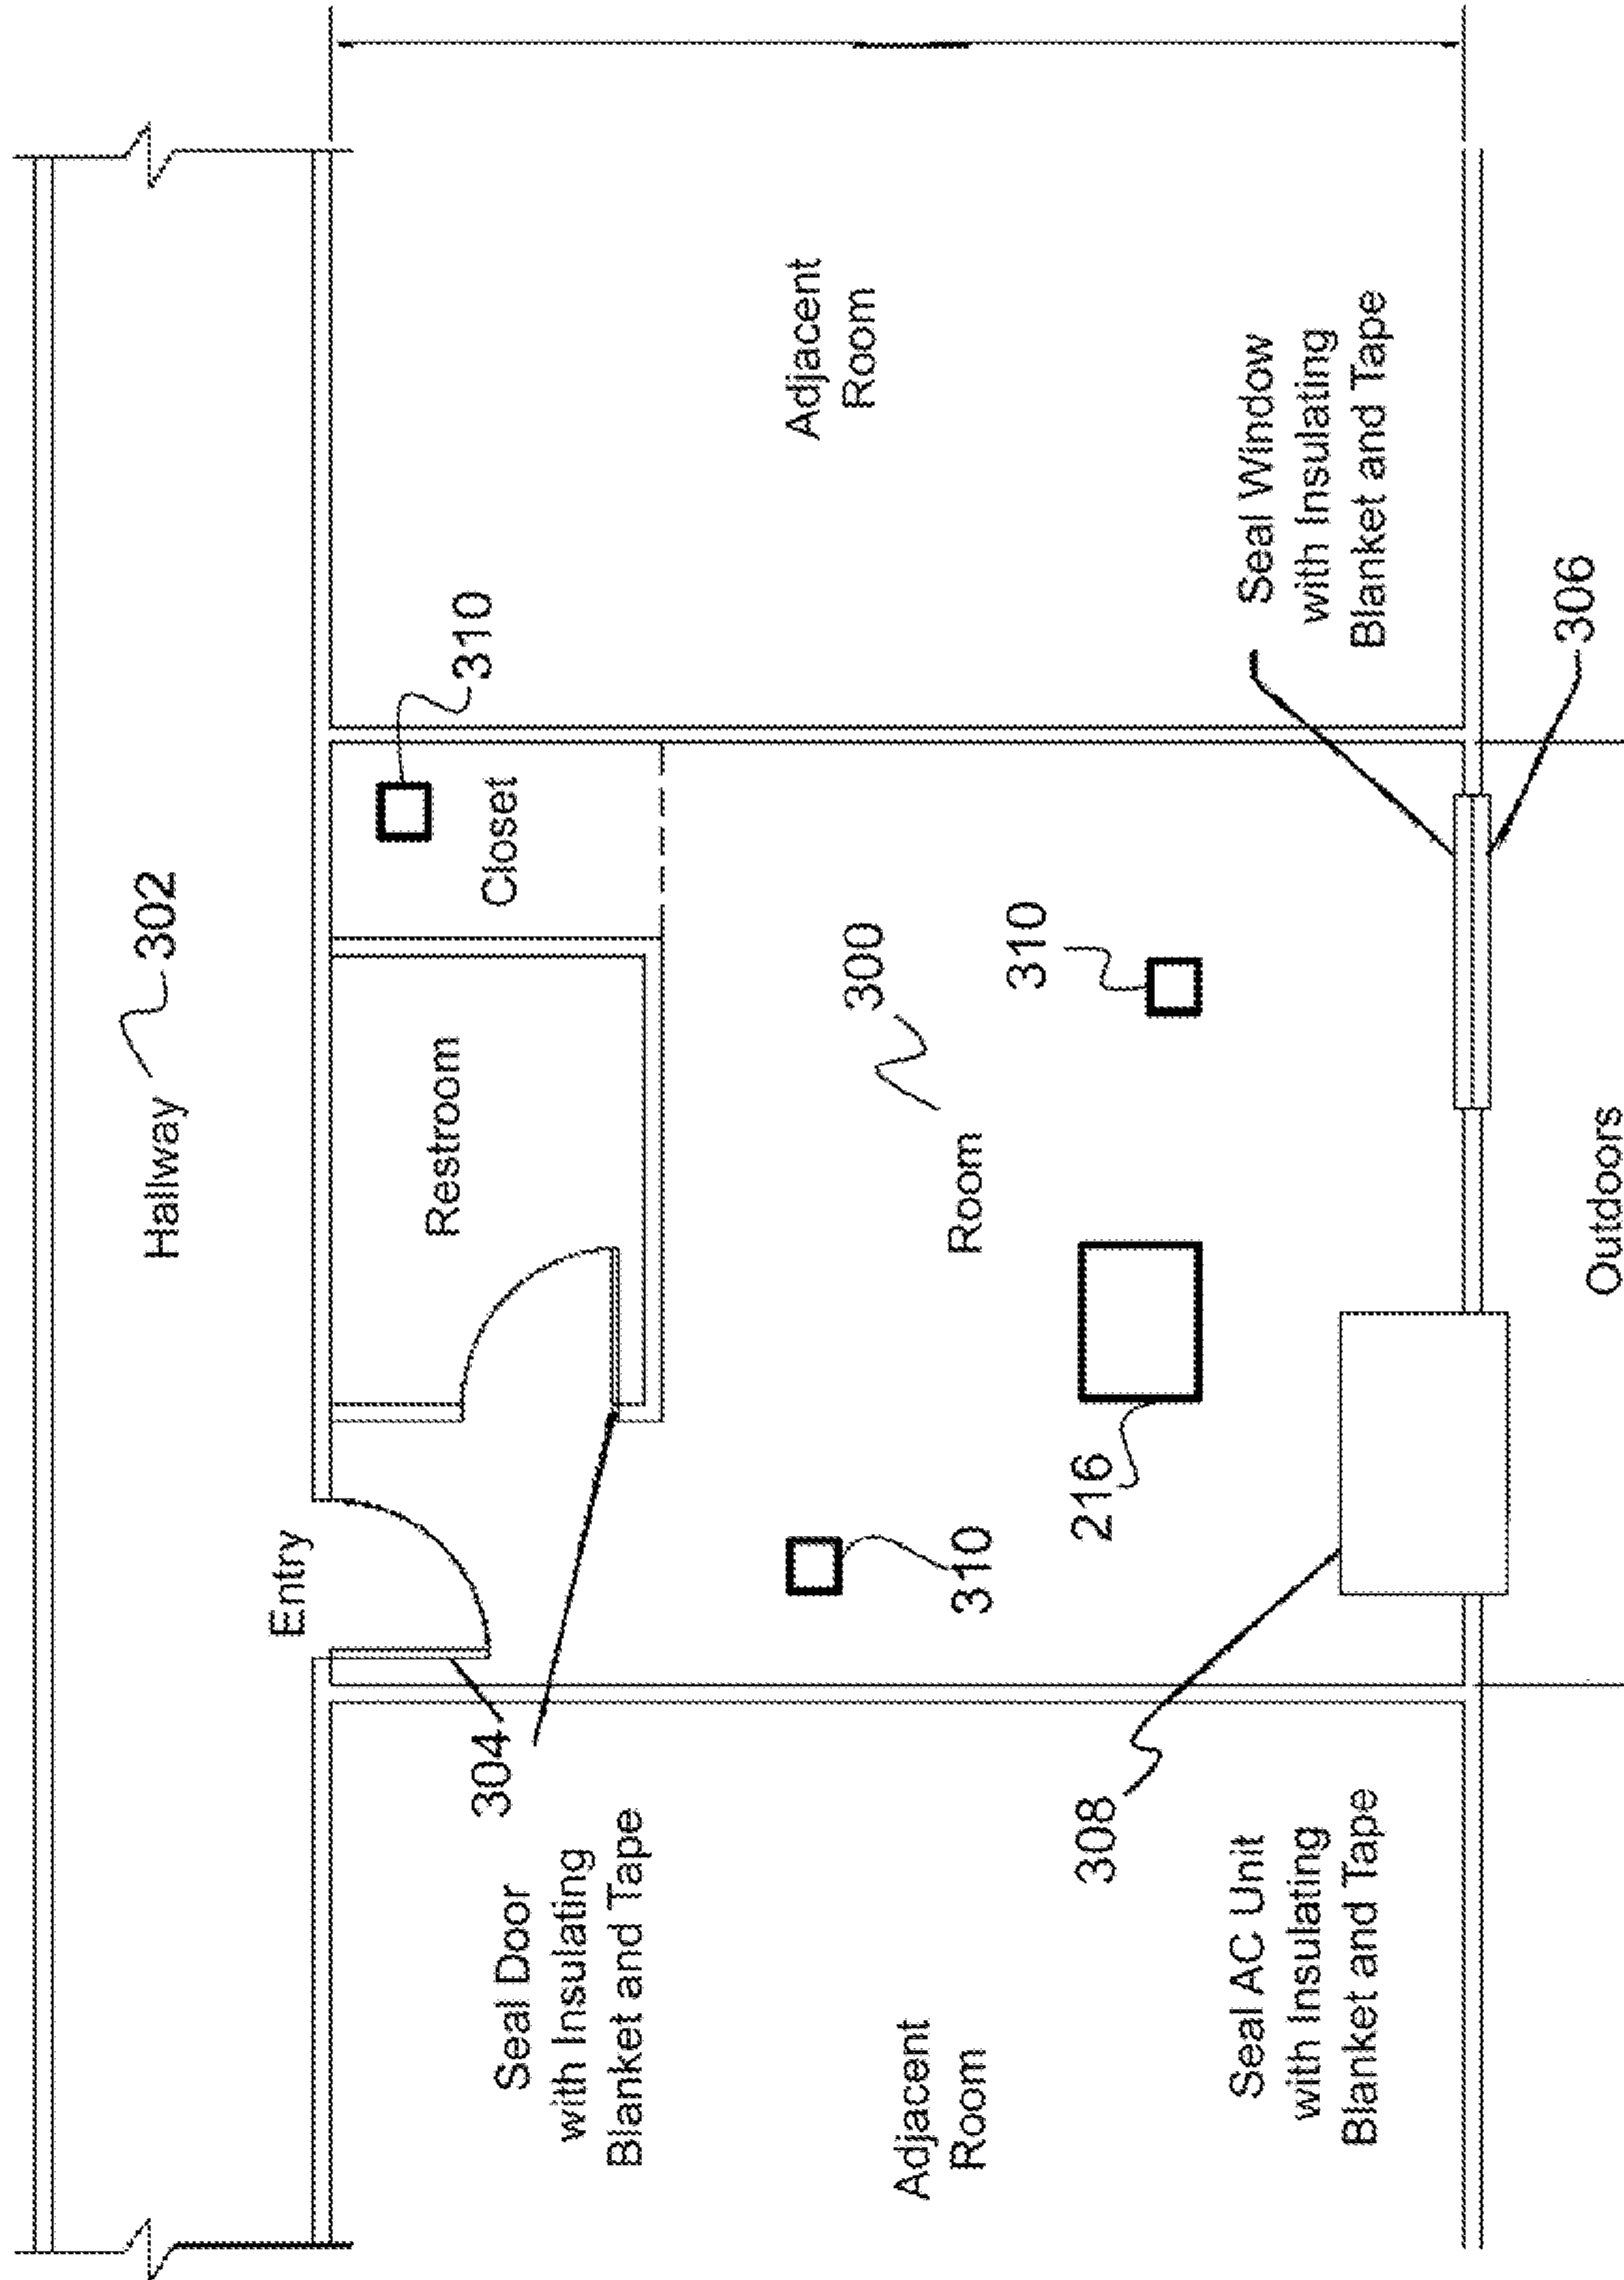 Hallway
302
Entry
Restroom
Closet
310
304
Seal Door
with Insulating
Blanket and Tape
Adjacent
Room
310
Room
300
310
216
Adjacent
Room
308
Seal AC Unit
with Insulating
Blanket and Tape
Seal Window
with Insulating
Blanket and Tape
306
Outdoors